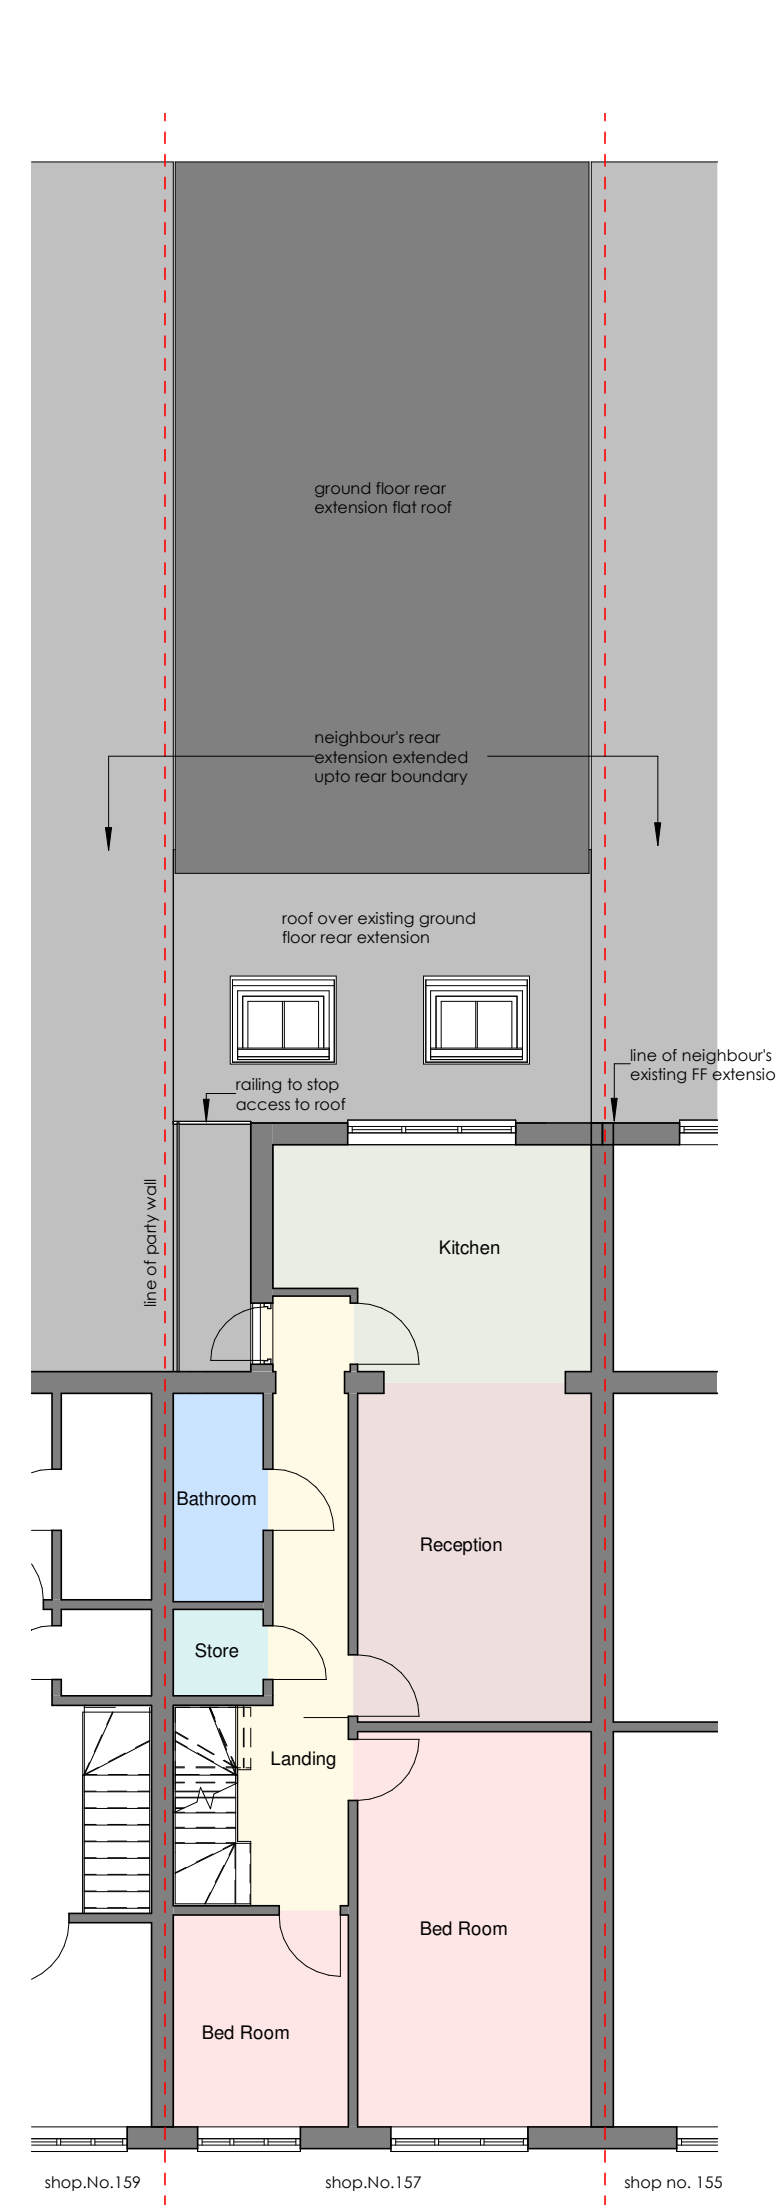 ground floor rear
extension flat roof
neighbour's rear
extension extended
upto rear boundary
roof over existing ground
floor rear extension
line of neighbour's
existing FF extensio
railing to stop
access to roof
line of party wall
Kitchen
Bathroom
Reception
Store
Landing
Bed Room
Bed Room
shop.No.159
shop.No.157
shop no. 155